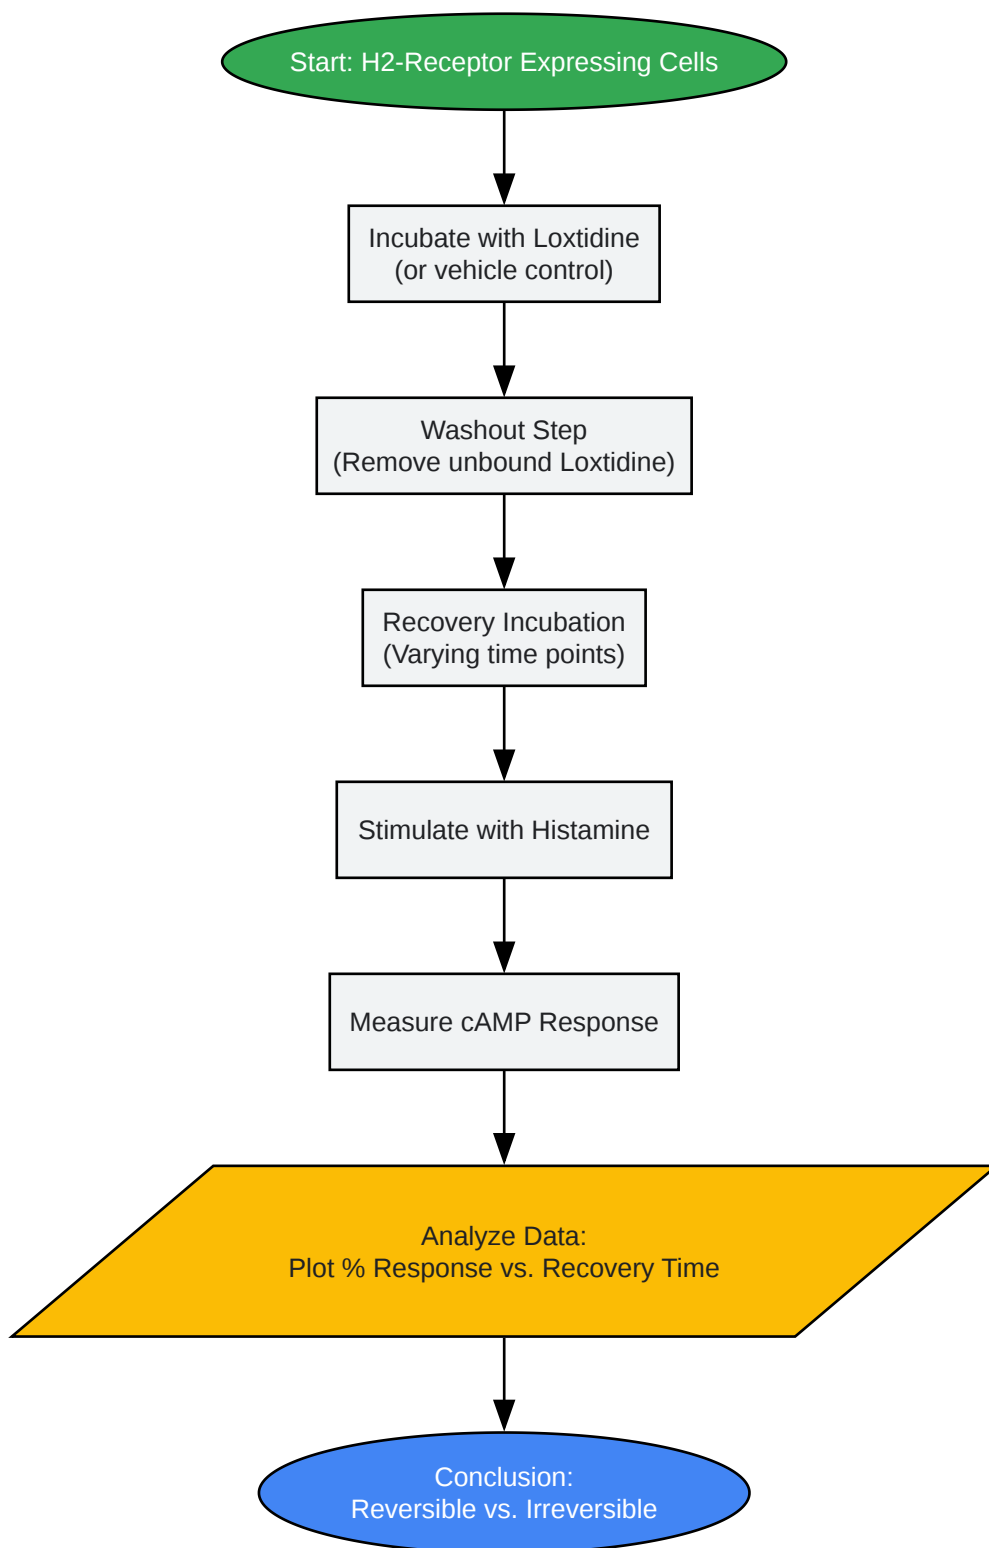 Start: H2-Receptor Expressing Cells
Incubate with Loxtidine
(or vehicle control)
Washout Step
(Remove unbound Loxtidine)
Recovery Incubation
(Varying time points)
Stimulate with Histamine
Measure cAMP Response
Analyze Data:
Plot % Response vs. Recovery Time
Conclusion:
Reversible vs. Irreversible